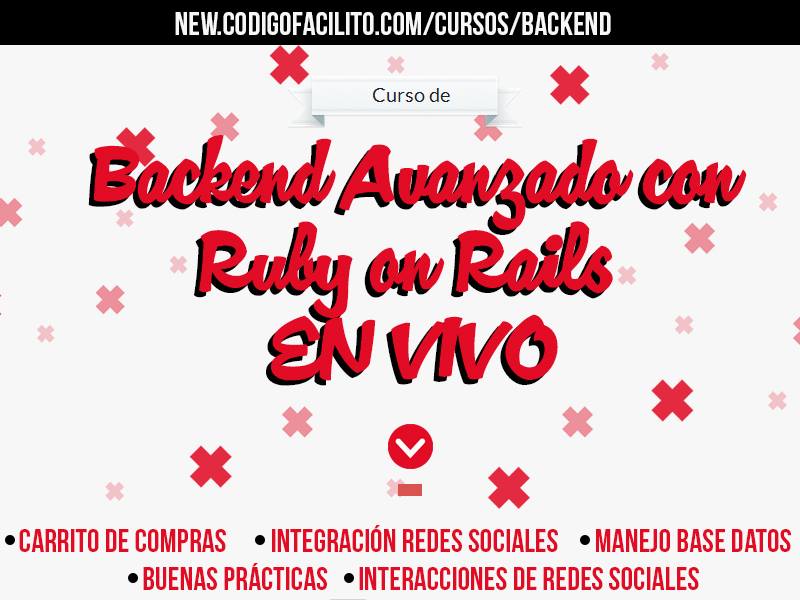 NEW.CODIGOFACILITO.COM/CURSOS/BACKEND
Curso de
Backend Avanzado con
Ruby on Rails
EN VIVO
•CARRITO DE COMPRAS •INTEGRACIÓN REDES SOCIALES •MANEJO BASE DATOS
•BUENAS PRÁCTICAS •INTERACCIONES DE REDES SOCIALES